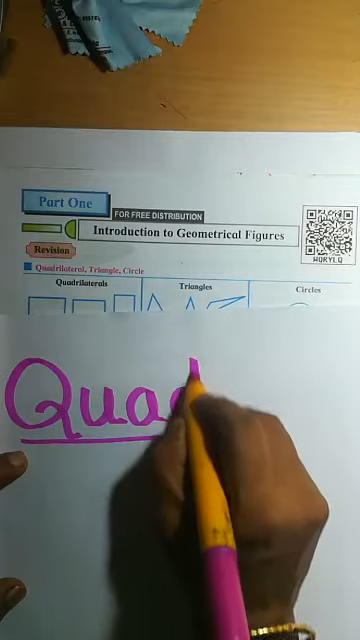 Part One
FOR FREE DISTRIBUTION
Introduction to Geometrical Figures
Revision
Quadrilateral, Triangle, Circle
Quadrilaterals Triangles Circles
Quad